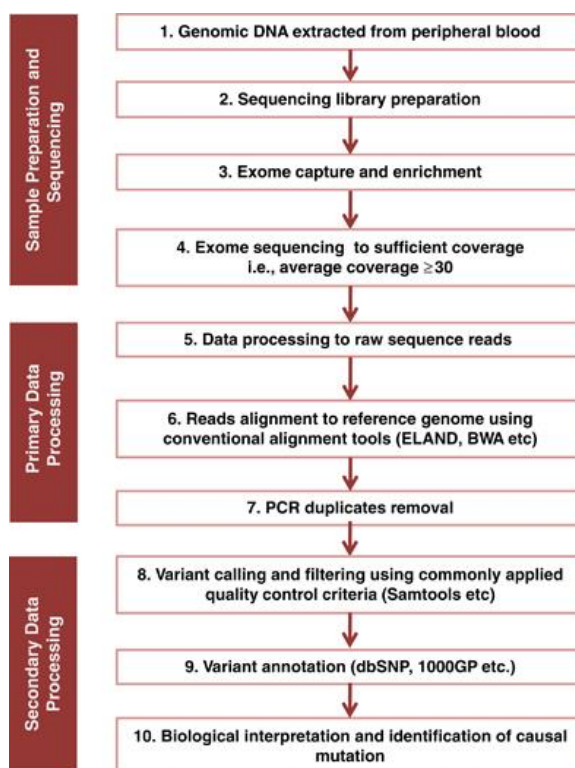 Sample Preparation and
Sequencing
1. Genomic DNA extracted from peripheral blood
2. Sequencing library preparation
3. Exome capture and enrichment
4. Exome sequencing to sufficient coverage
i.e., average coverage ≥30
Primary Data
Processing
5. Data processing to raw sequence reads
6. Reads alignment to reference genome using
conventional alignment tools (ELAND, BWA etc)
7. PCR duplicates removal
Secondary Data
Processing
8. Variant calling and filtering using commonly applied
quality control criteria (Samtools etc)
9. Variant annotation (dbSNP, 1000GP etc.)
10. Biological interpretation and identification of causal
mutation